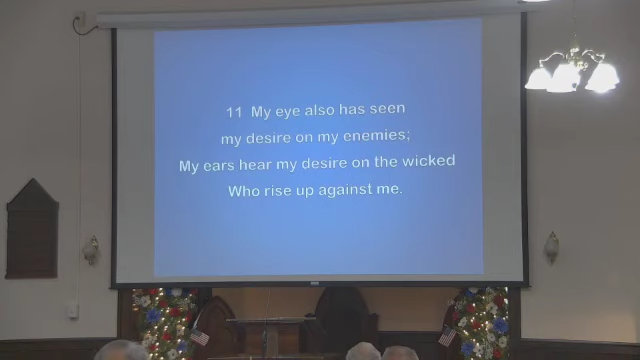 11 My eye also has seen
my desire on my enemies;
My ears hear my desire on the wicked
Who rise up against me.